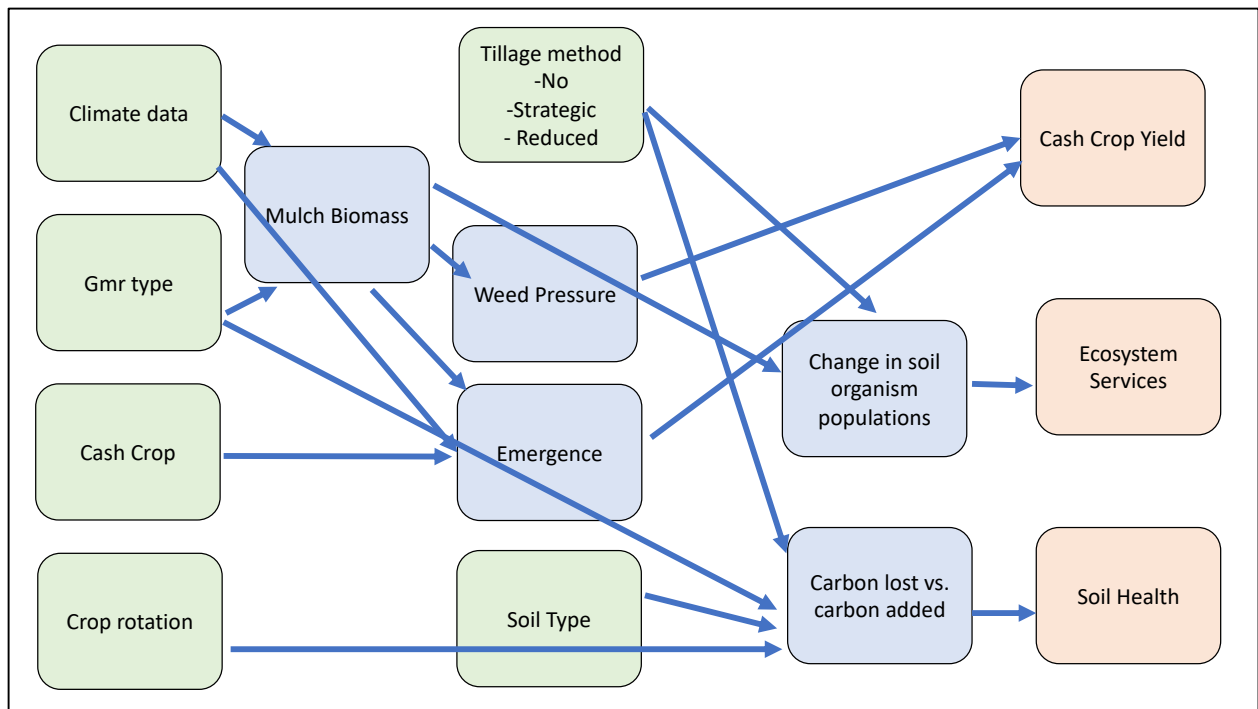 Climate data
Gmr type
Cash Crop
Crop rotation
Mulch Biomass
Tillage method
-No
-Strategic
- Reduced
Weed Pressure
Emergence
Soil Type
Change in soil
organism
populations
Carbon lost vs.
carbon added
Cash Crop Yield
Ecosystem
Services
Soil Health